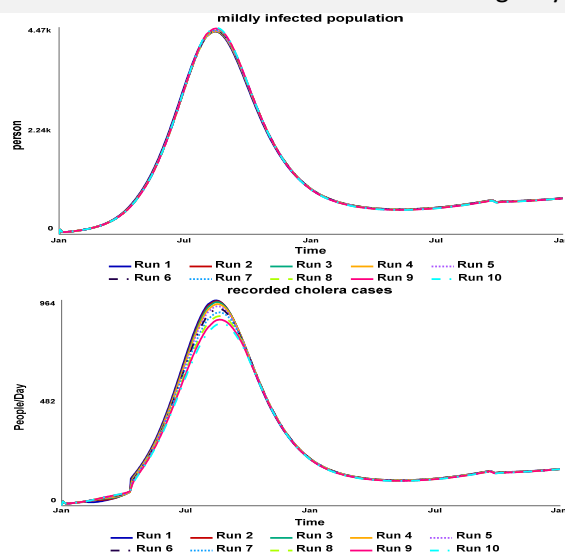 mildly infected population
4.47k
2.24k
0
person
Jan Jul Jan Jul Jan
Time
Run 1 Run 2 Run 3 Run 4 Run 5
Run 6 Run 7 Run 8 Run 9 Run 10
recorded cholera cases
964
482
0
People/Day
Jan Jul Jan Jul Jan
Time
Run 1 Run 2 Run 3 Run 4 Run 5
Run 6 Run 7 Run 8 Run 9 Run 10